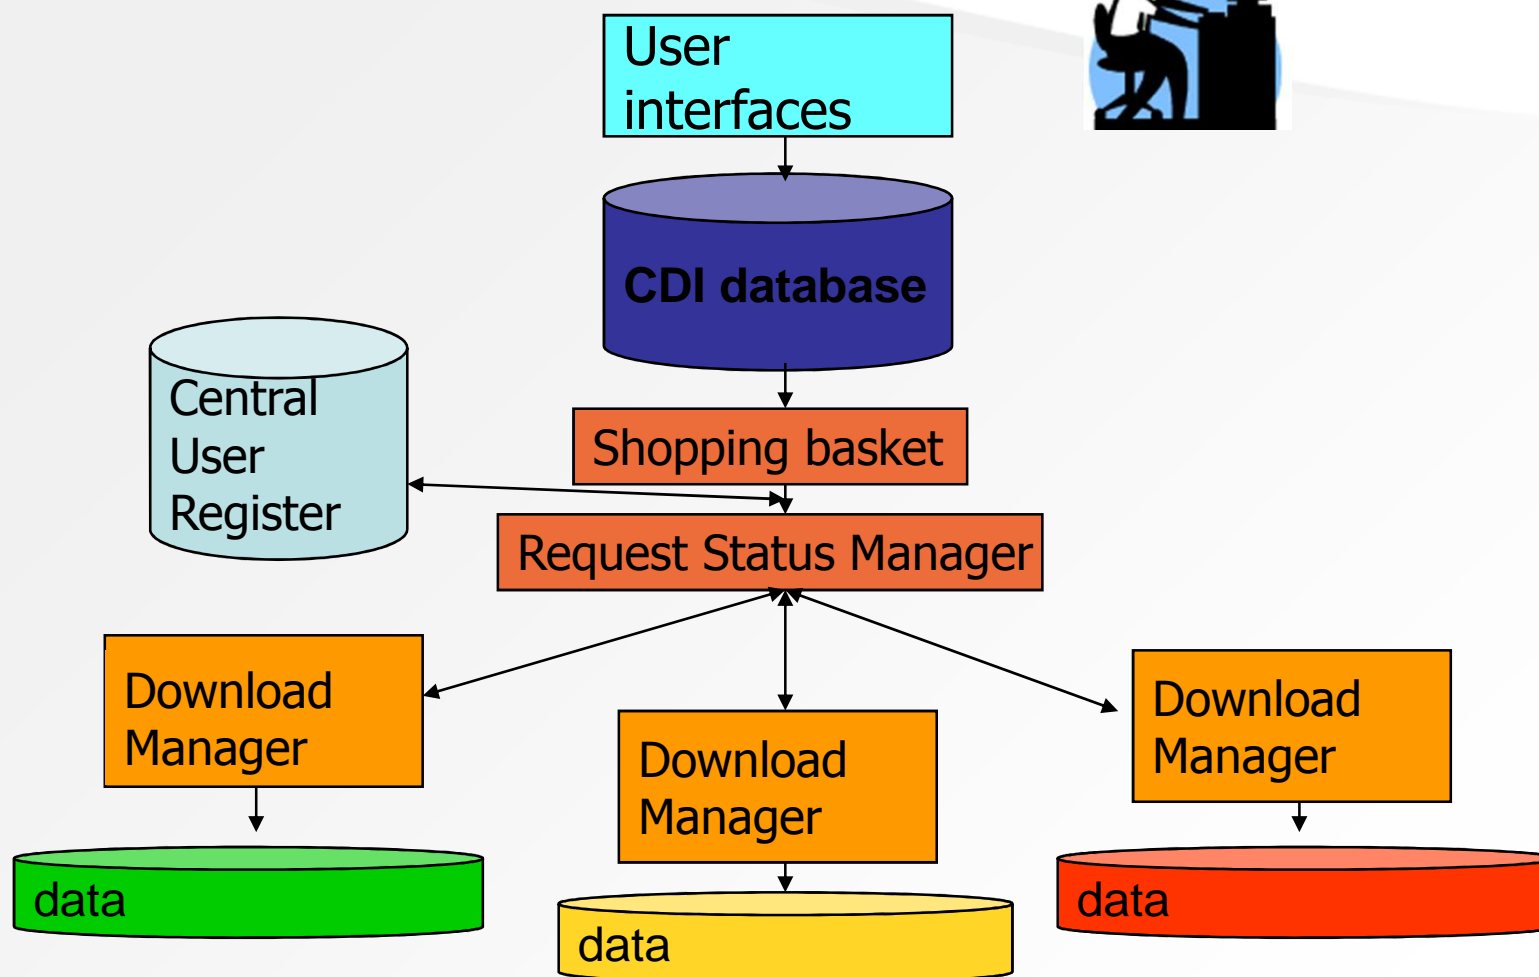 User
interfaces
CDI database
Central
User
Register
Shopping basket
Request Status Manager
Download
Manager
Download
Manager
Download
Manager
data
data
data